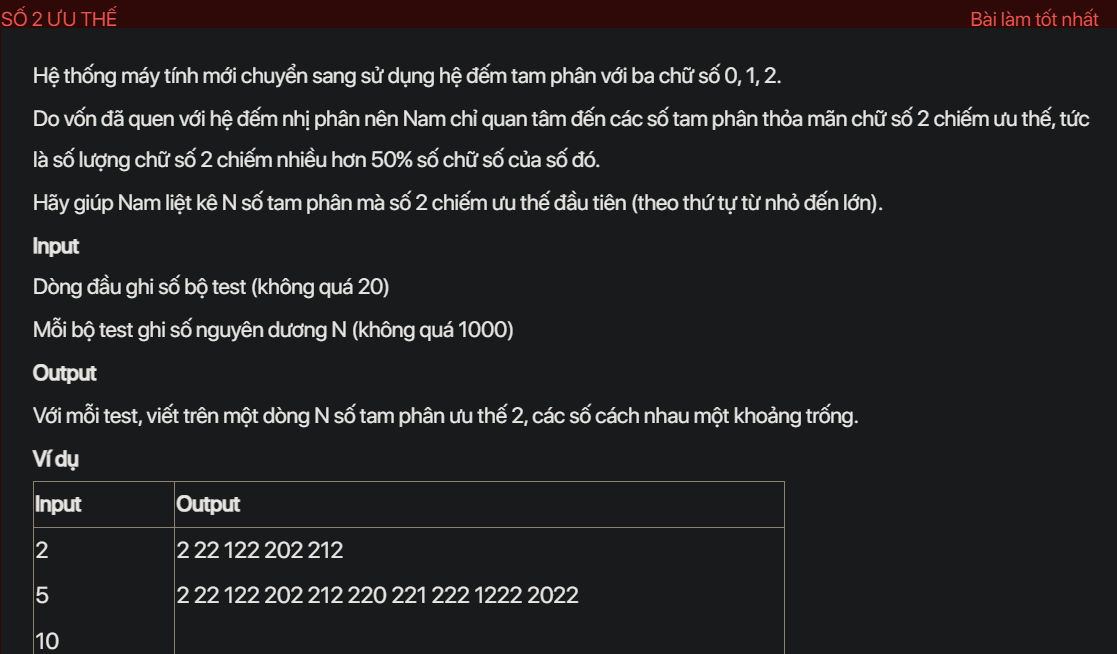 SỐ 2 ƯU THẾ
Bài làm tốt nhất
Hệ thống máy tính mới chuyển sang sử dụng hệ đếm tam phân với ba chữ số 0, 1, 2.
Do vốn đã quen với hệ đếm nhị phân nên Nam chỉ quan tâm đến các số tam phân thỏa mãn chữ số 2 chiếm ưu thế, tức
là số lượng chữ số 2 chiếm nhiều hơn 50% số chữ số của số đó.
Hãy giúp Nam liệt kê N số tam phân mà số 2 chiếm ưu thế đầu tiên (theo thứ tự từ nhỏ đến lớn).
Input
Dòng đầu ghi số bộ test (không quá 20)
Mỗi bộ test ghi số nguyên dương N (không quá 1000)
Output
Với mỗi test, viết trên một dòng N số tam phân ưu thế 2, các số cách nhau một khoảng trống.
Ví dụ
Input Output
2 2 22 122 202 212
5 2 22 122 202 212 220 221 222 1222 2022
10